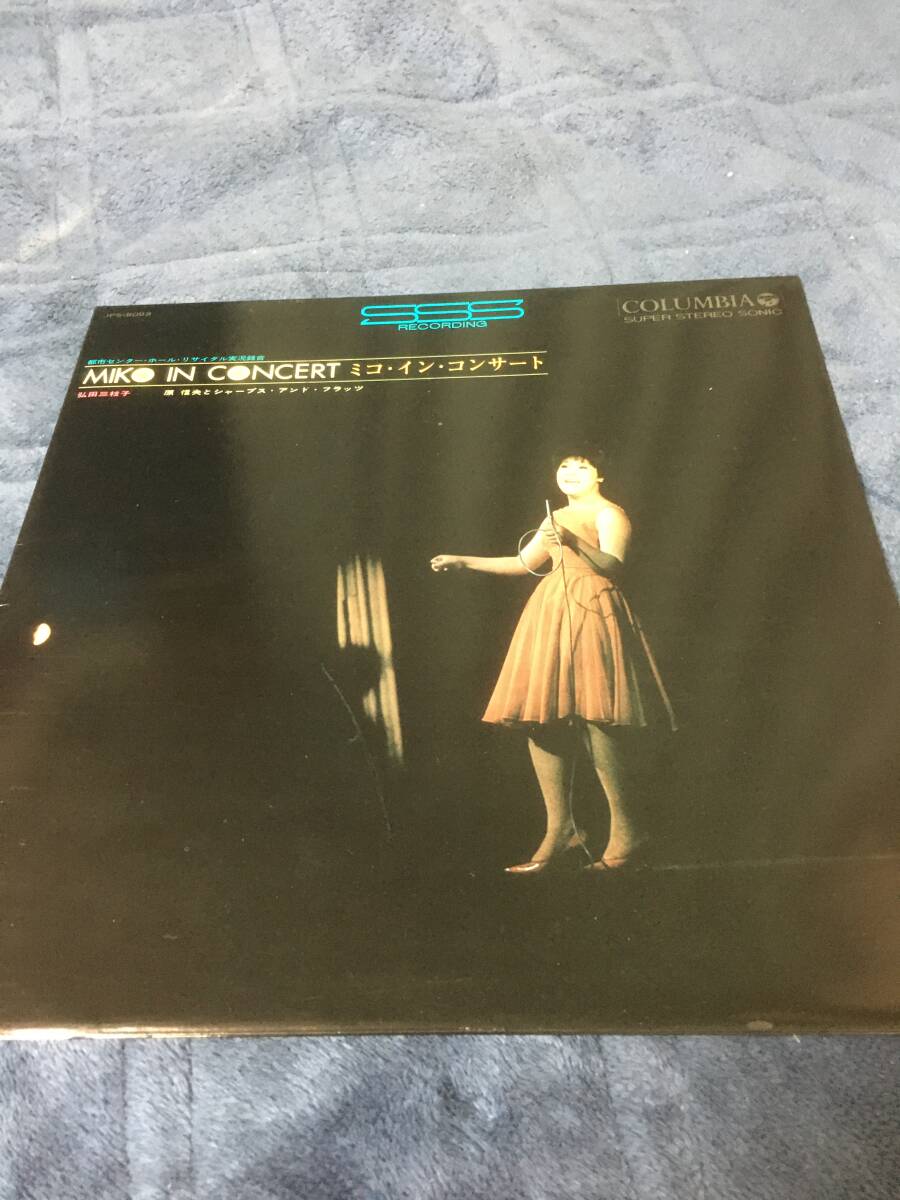 JPS-5093
SSS
RECORDING
COLUMBIA
SUPER STEREO SONIC
都市センター・ホール・リサイタル実況録音
MIKO IN CONCERT ミコ・イン・コンサート
弘田三枝子 原 信夫とシャープス・アンド・フラッツ